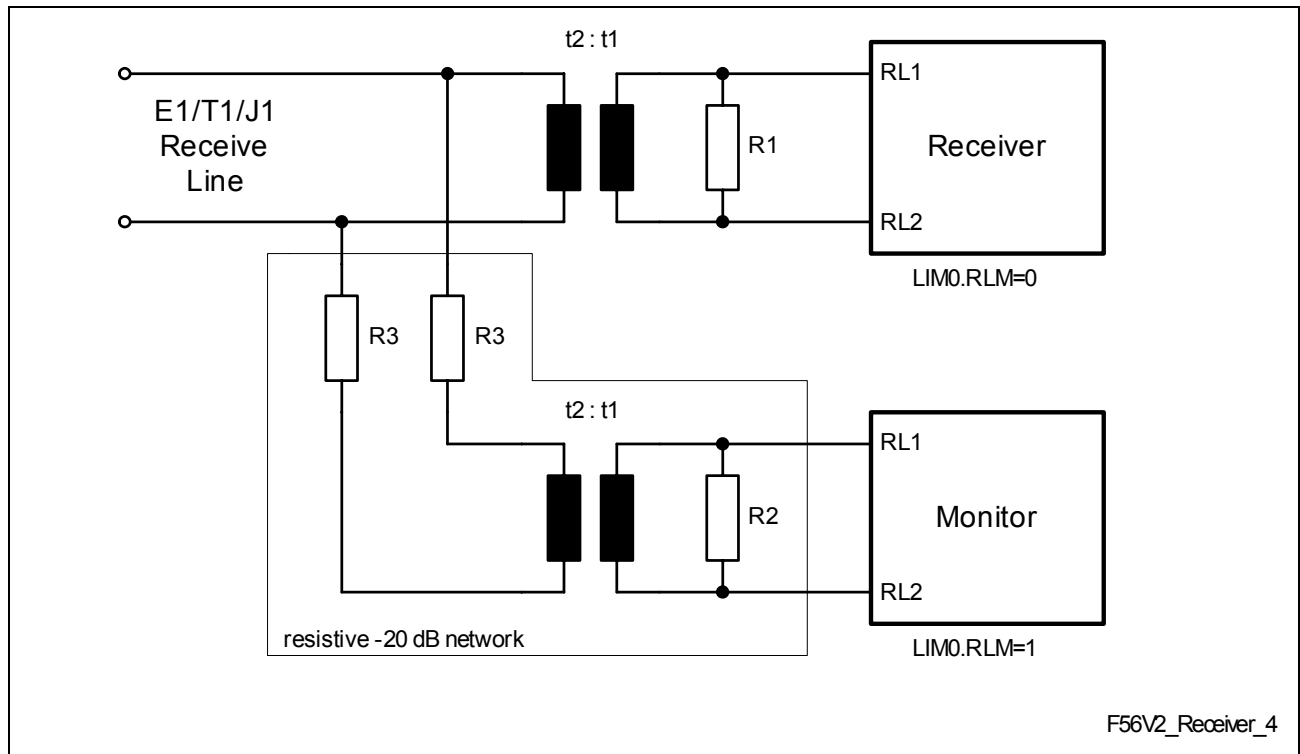 t2 : t1
E1/T1/J1
Receive
Line
RL1
R1
Receiver
RL2
LIM0.RLM=0
R3
R3
t2 : t1
RL1
R2
Monitor
RL2
resistive -20 dB network
LIM0.RLM=1
F56V2_Receiver_4